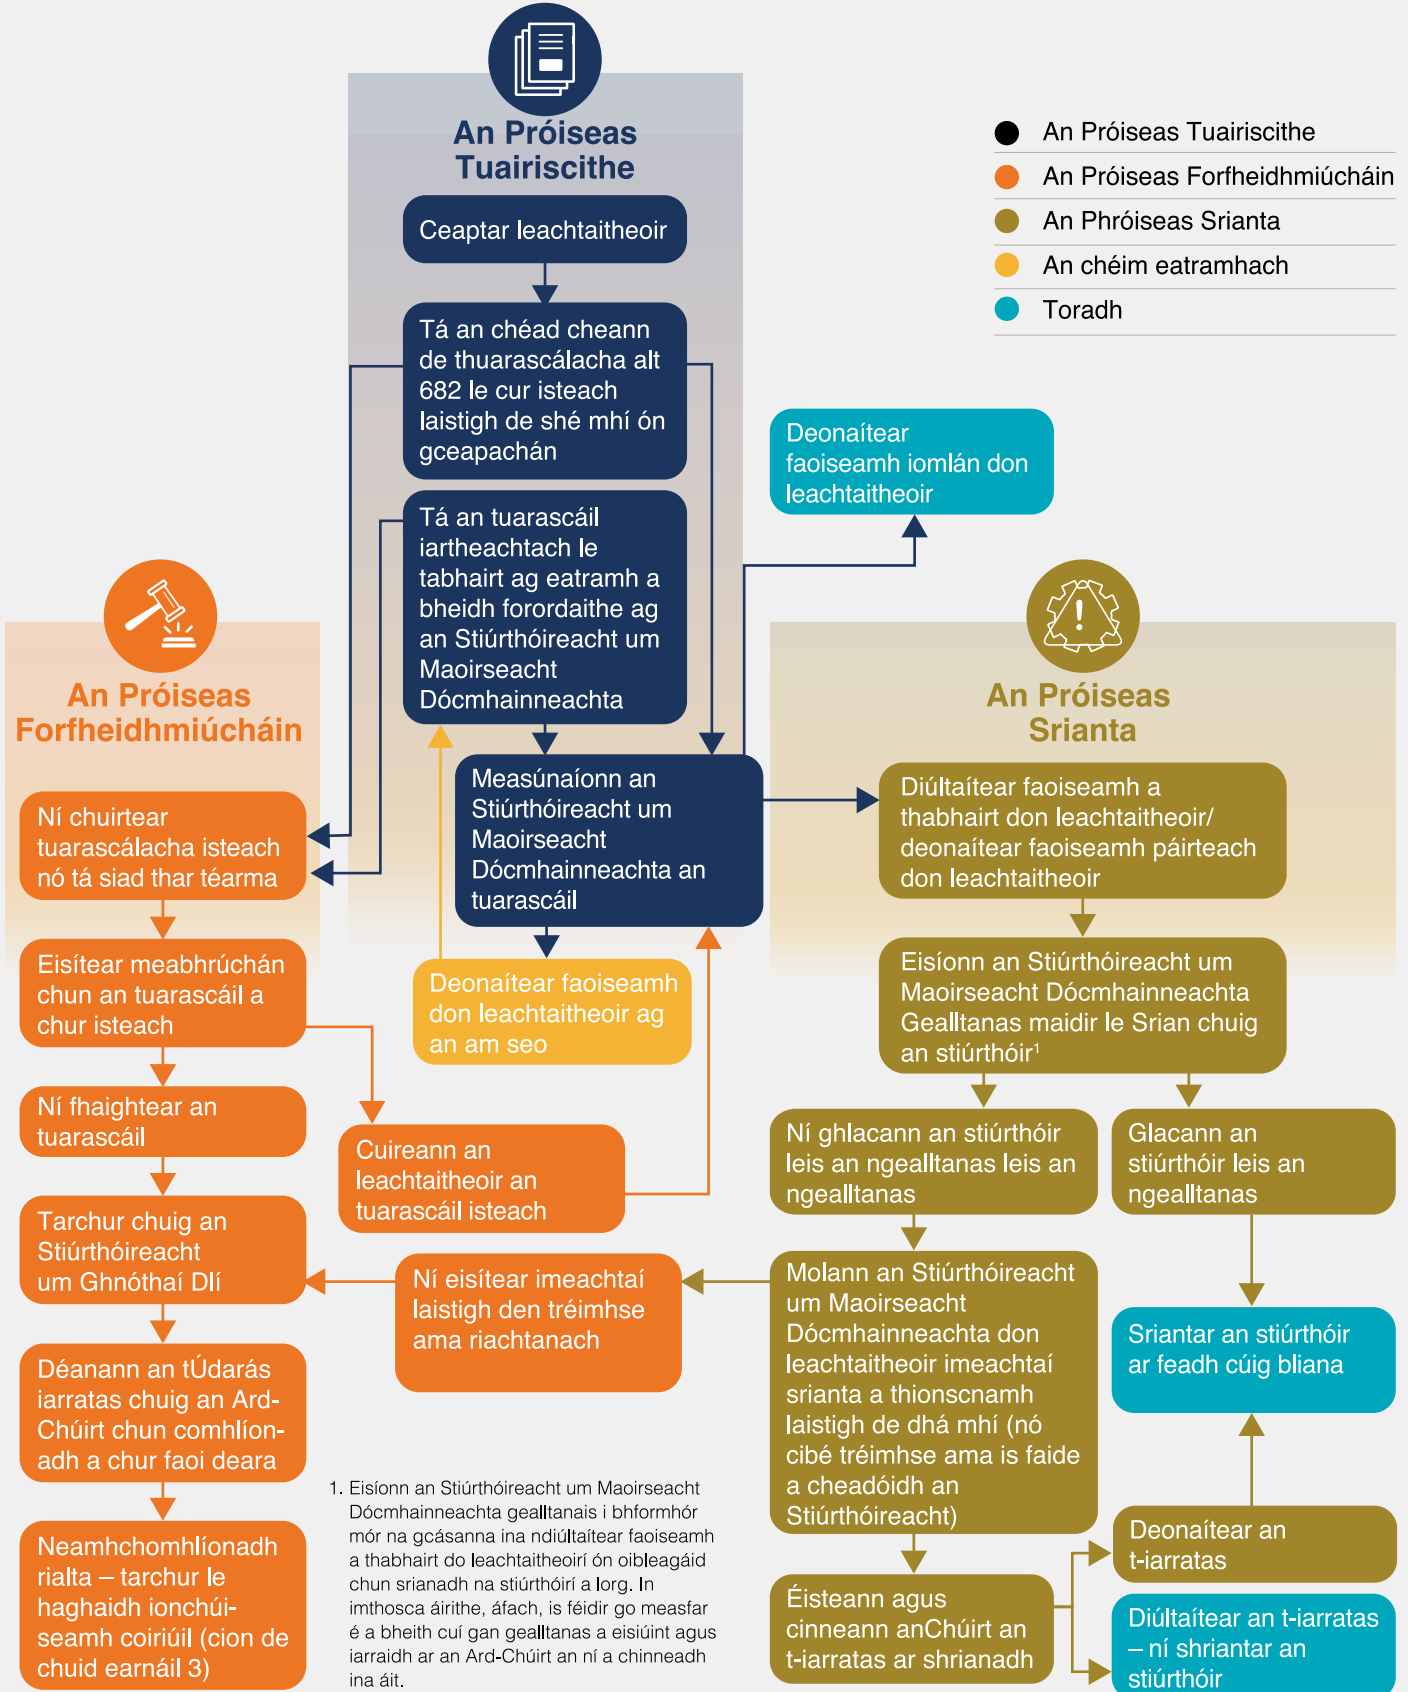 An Próiseas
Tuairiscithe
An Próiseas Tuairiscithe
An Próiseas Forfheidhmiúcháin
An Phróiseas Srianta
An chéim eatramhach
Toradh
Ceaptar leachtaitheoir
Tá an chéad cheann
de thuarascálacha alt
682 le cur isteach
laistigh de shé mhí ón
gceapachán
Deonaítear
faoiseamh iomlán don
leachtaitheoir
Tá an tuarascáil
iartheachtach le
tabhairt ag eatramh a
bheidh forordaithe ag
an Stiúrthóireacht um
Maoirseacht
Dócmhainneachta
Measúnaíonn an
Stiúrthóireacht um
Maoirseacht
Dócmhainneachta an
tuarascáil
Deonaítear faoiseamh
don leachtaitheoir ag
an am seo
An Próiseas
Forfheidhmiúcháin
Ní chuirtear
tuarascálacha isteach
nó tá siad thar téarma
Eisítear meabhrúchán
chun an tuarascáil a
chur isteach
Ní fhaightear an
tuarascáil
Cuireann an
leachtaitheoir an
tuarascáil isteach
Tarchur chuig an
Stiúrthóireacht
um Ghnóthaí Dlí
Ní eisítear imeachtaí
laistigh den tréimhse
ama riachtanach
Déanann an tÚdarás
iarratas chuig an Ard-
Chúirt chun comhlíon-
adh a chur faoi deara
Neamhchomhlíonadh
rialta – tarchur le
haghaidh ionchúi-
seamh coiriúil (cion de
chuid earnáil 3)
An Próiseas
Srianta
Diúltaítear faoiseamh a
thabhairt don leachtaitheoir/
deonaítear faoiseamh páirteach
don leachtaitheoir
Eisíonn an Stiúrthóireacht um
Maoirseacht Dócmhainneachta
Gealltanas maidir le Srian chuig
an stiúrthóir¹
Ní ghlacann an stiúrthóir
leis an ngealltanas leis an
ngealltanas
Glacann an
stiúrthóir leis an
ngealltanas
Molann an Stiúrthóireacht
um Maoirseacht
Dócmhainneachta don
leachtaitheoir imeachtaí
srianta a thionscnamh
laistigh de dhá mhí (nó
cibé tréimhse ama is faide
a cheadóidh an
Stiúrthóireacht)
Sriantar an stiúrthóir
ar feadh cúig bliana
Éisteann agus
cinneann anChúirt an
t-iarratas ar shrianadh
Deonaítear an
t-iarratas
Diúltaítear an t-iarratas
– ní shriantar an
stiúrthóir
1. Eisíonn an Stiúrthóireacht um Maoirseacht
Dócmhainneachta gealltanais i bhformhór
mór na gcásanna ina ndiúltaítear faoiseamh
a thabhairt do leachtaitheoirí ón oibleagáid
chun srianadh na stiúrthóirí a lorg. In
imthosca áirithe, áfach, is féidir go measfar
é a bheith cuí gan gealltanas a eisiúint agus
iarraidh ar an Ard-Chúirt an ní a chinneadh
ina áit.